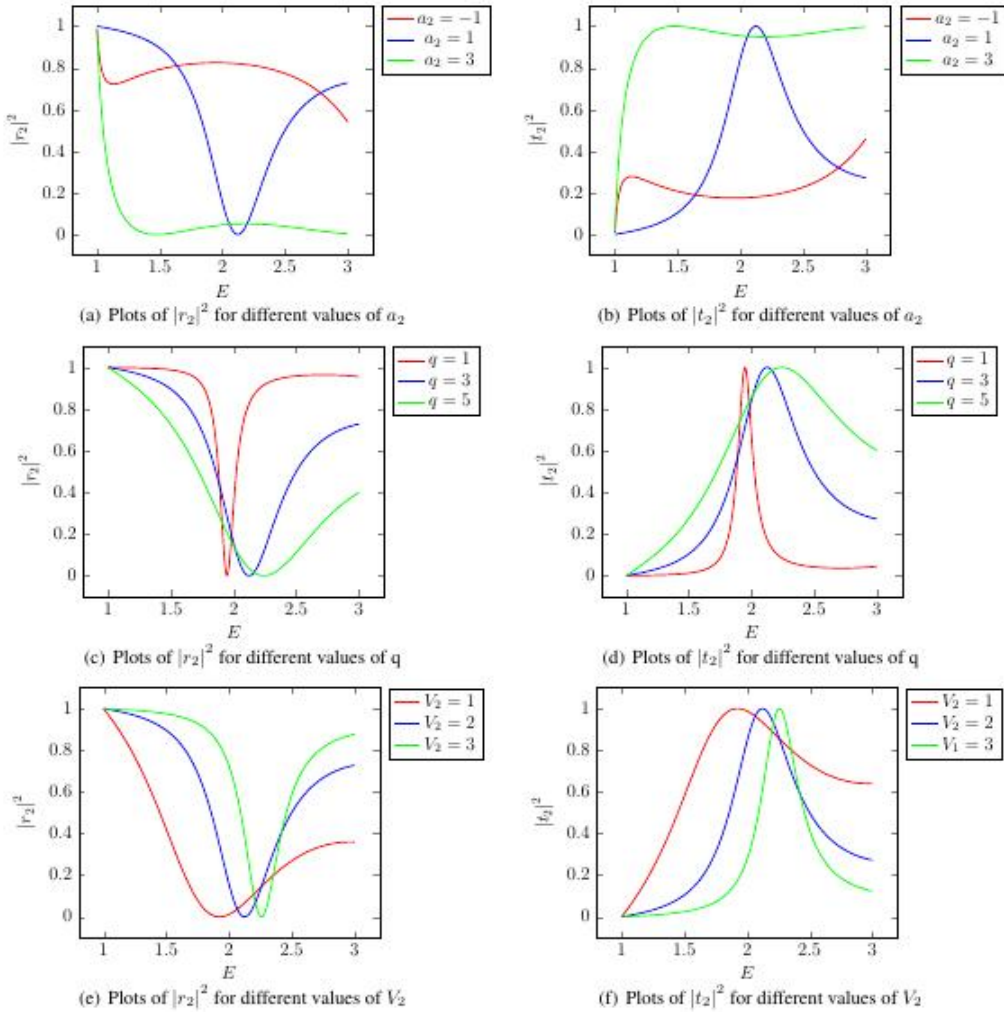 1
0.8
0.6
0.4
0.2
0
|r₂|²
1
1.5
2
2.5
3
E
a₂ = −1
a₂ = 1
a₂ = 3
(a) Plots of |r₂|² for different values of a₂
1
0.8
0.6
0.4
0.2
0
|t₂|²
1
1.5
2
2.5
3
E
a₂ = −1
a₂ = 1
a₂ = 3
(b) Plots of |t₂|² for different values of a₂
1
0.8
0.6
0.4
0.2
0
|r₂|²
1
1.5
2
2.5
3
E
q = 1
q = 3
q = 5
(c) Plots of |r₂|² for different values of q
1
0.8
0.6
0.4
0.2
0
|t₂|²
1
1.5
2
2.5
3
E
q = 1
q = 3
q = 5
(d) Plots of |t₂|² for different values of q
1
0.8
0.6
0.4
0.2
0
|r₂|²
1
1.5
2
2.5
3
E
V₂ = 1
V₂ = 2
V₂ = 3
(e) Plots of |r₂|² for different values of V₂
1
0.8
0.6
0.4
0.2
0
|t₂|²
1
1.5
2
2.5
3
E
V₂ = 1
V₂ = 2
V₁ = 3
(f) Plots of |t₂|² for different values of V₂